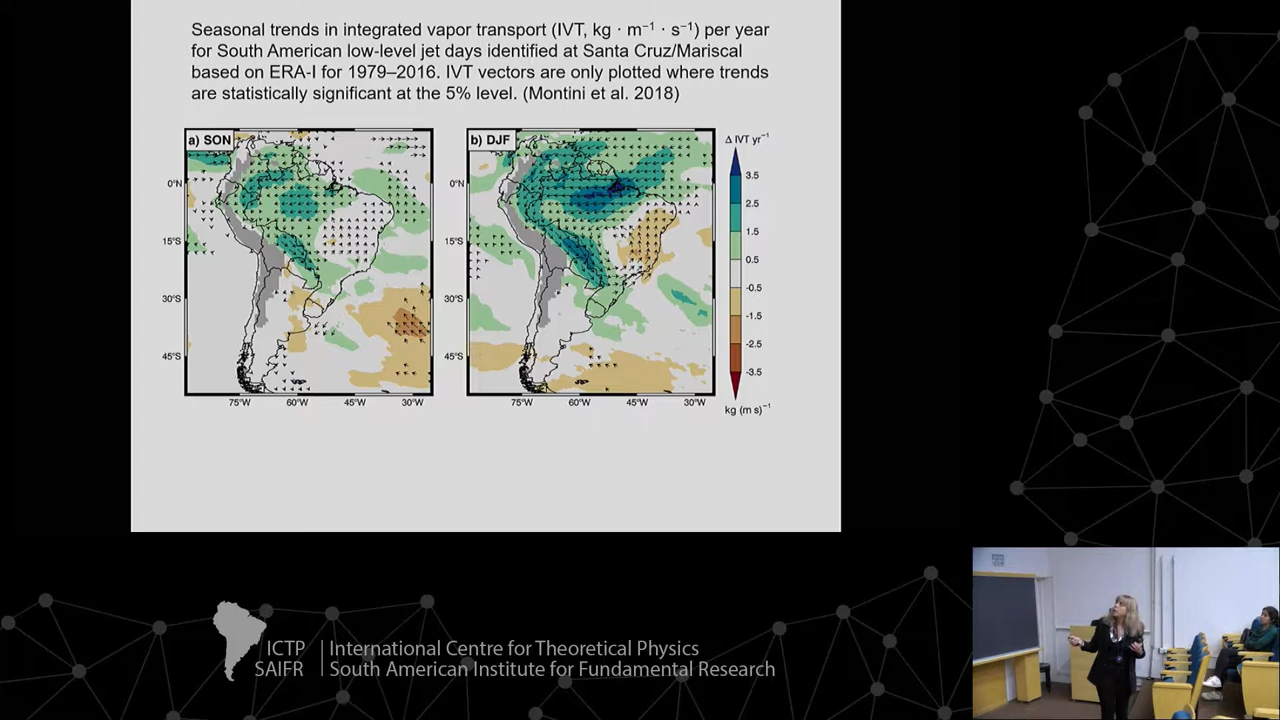 Seasonal trends in integrated vapor transport (IVT, kg · m⁻¹ · s⁻¹) per year
for South American low-level jet days identified at Santa Cruz/Mariscal
based on ERA-I for 1979–2016. IVT vectors are only plotted where trends
are statistically significant at the 5% level. (Montini et al. 2018)
a) SON
b) DJF
Δ IVT yr⁻¹
0°N
15°S
30°S
45°S
75°W 60°W 45°W 30°W
0°N
15°S
30°S
45°S
75°W 60°W 45°W 30°W
3.5
2.5
1.5
0.5
-0.5
-1.5
-2.5
-3.5
kg (m s)⁻¹
ICTP
SAIFR
International Centre for Theoretical Physics
South American Institute for Fundamental Research